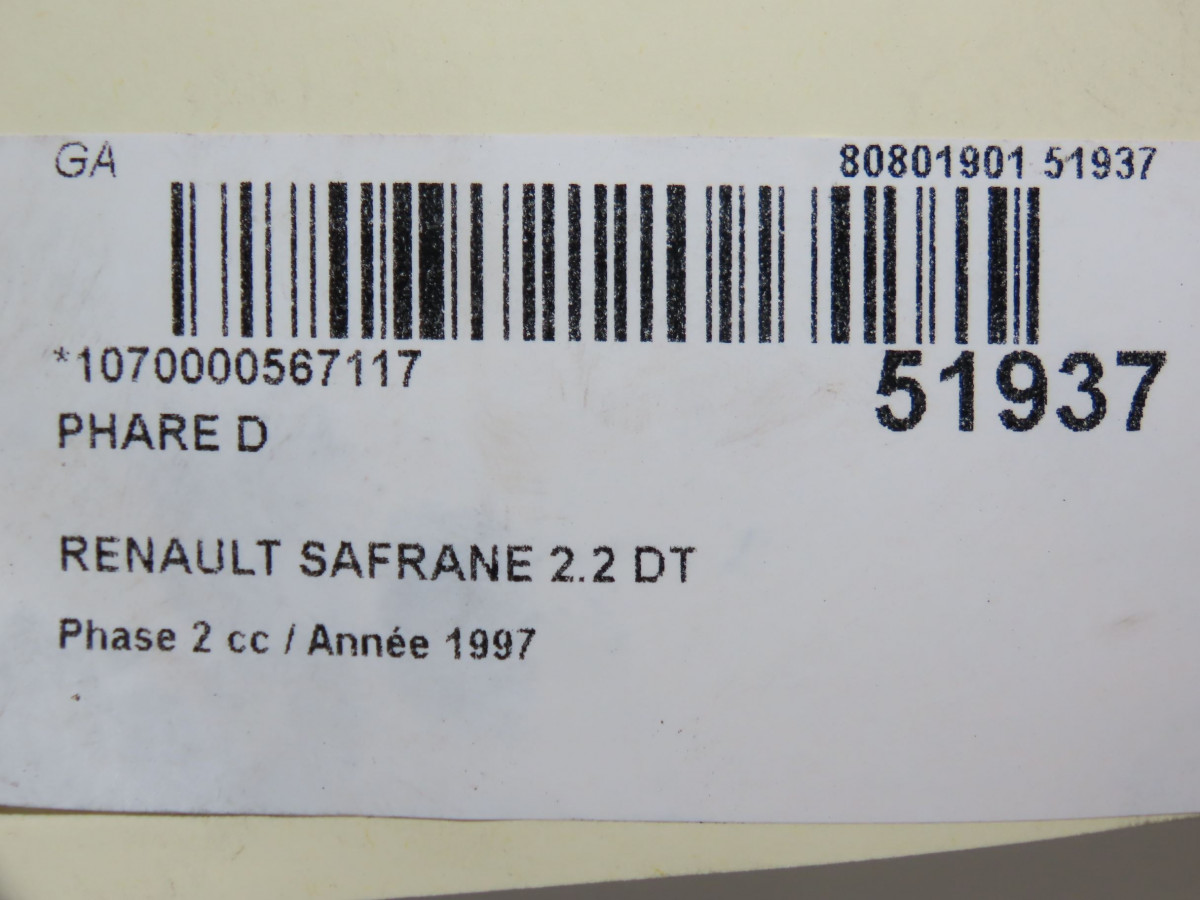 GA 80801901 51937
*1070000567117 51937
PHARE D
RENAULT SAFRANE 2.2 DT
Phase 2 cc / Année 1997